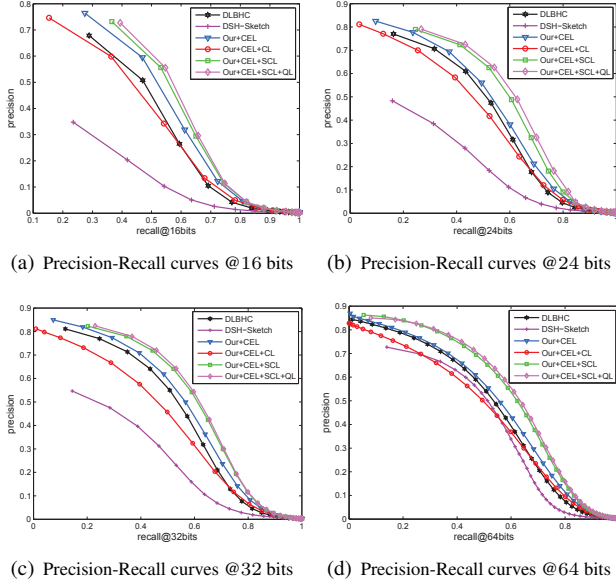 0.8
0.7
0.6
0.5
0.4
0.3
0.2
0.1
0
precision
0.1 0.2 0.3 0.4 0.5 0.6 0.7 0.8 0.9 1
recall@16bits
DLBHC
DSH−Sketch
Our+CEL
Our+CEL+CL
Our+CEL+SCL
Our+CEL+SCL+QL
(a) Precision-Recall curves @16 bits
0.9
0.8
0.7
0.6
0.5
0.4
0.3
0.2
0.1
0
precision
0 0.2 0.4 0.6 0.8 1
recall@24bits
DLBHC
DSH−Sketch
Our+CEL
Our+CEL+CL
Our+CEL+SCL
Our+CEL+SCL+QL
(b) Precision-Recall curves @24 bits
0.9
0.8
0.7
0.6
0.5
0.4
0.3
0.2
0.1
0
precision
0 0.2 0.4 0.6 0.8 1
recall@32bits
DLBHC
DSH−Sketch
Our+CEL
Our+CEL+CL
Our+CEL+SCL
Our+CEL+SCL+QL
(c) Precision-Recall curves @32 bits
0.9
0.8
0.7
0.6
0.5
0.4
0.3
0.2
0.1
0
precision
0 0.2 0.4 0.6 0.8
recall@64bits
DLBHC
DSH−Sketch
Our+CEL
Our+CEL+CL
Our+CEL+SCL
Our+CEL+SCL+QL
(d) Precision-Recall curves @64 bits